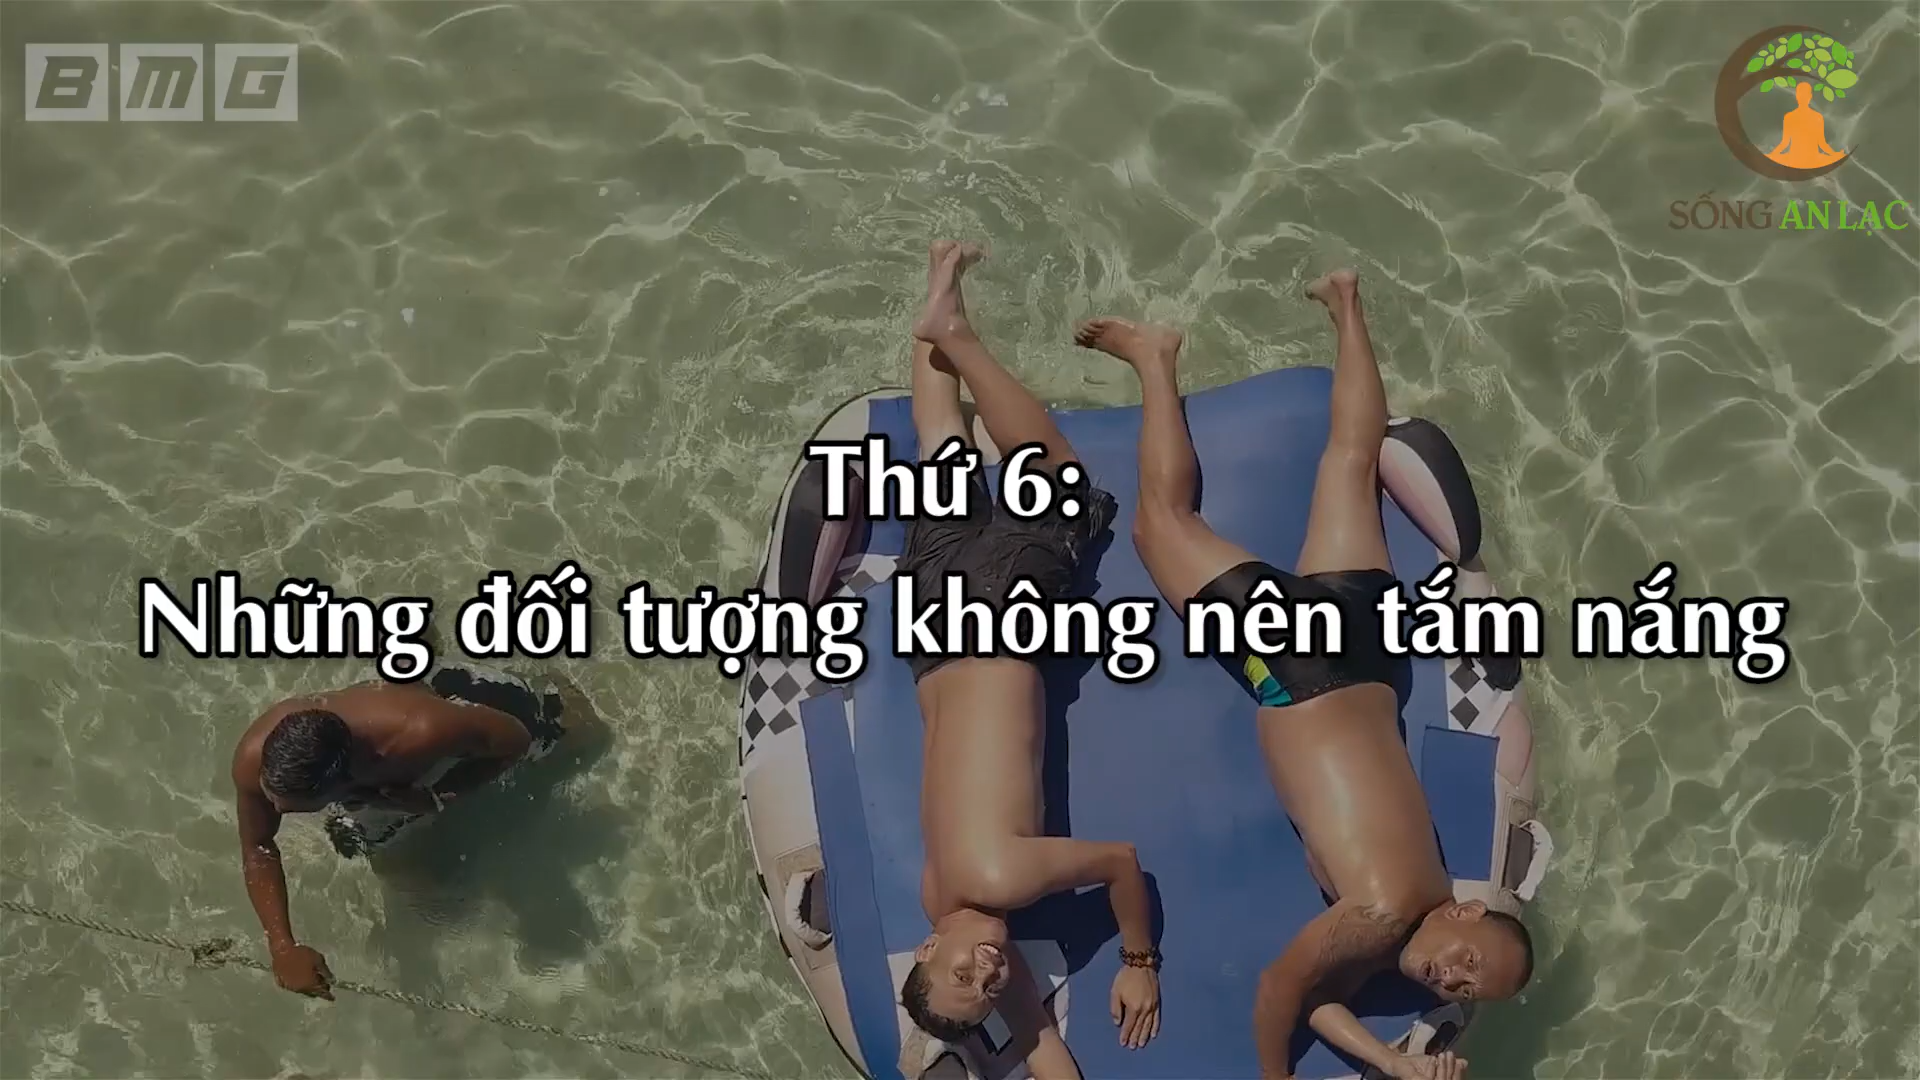 BMG
SỐNG AN LẠC
Thứ 6:
Những đối tượng không nên tắm nắng